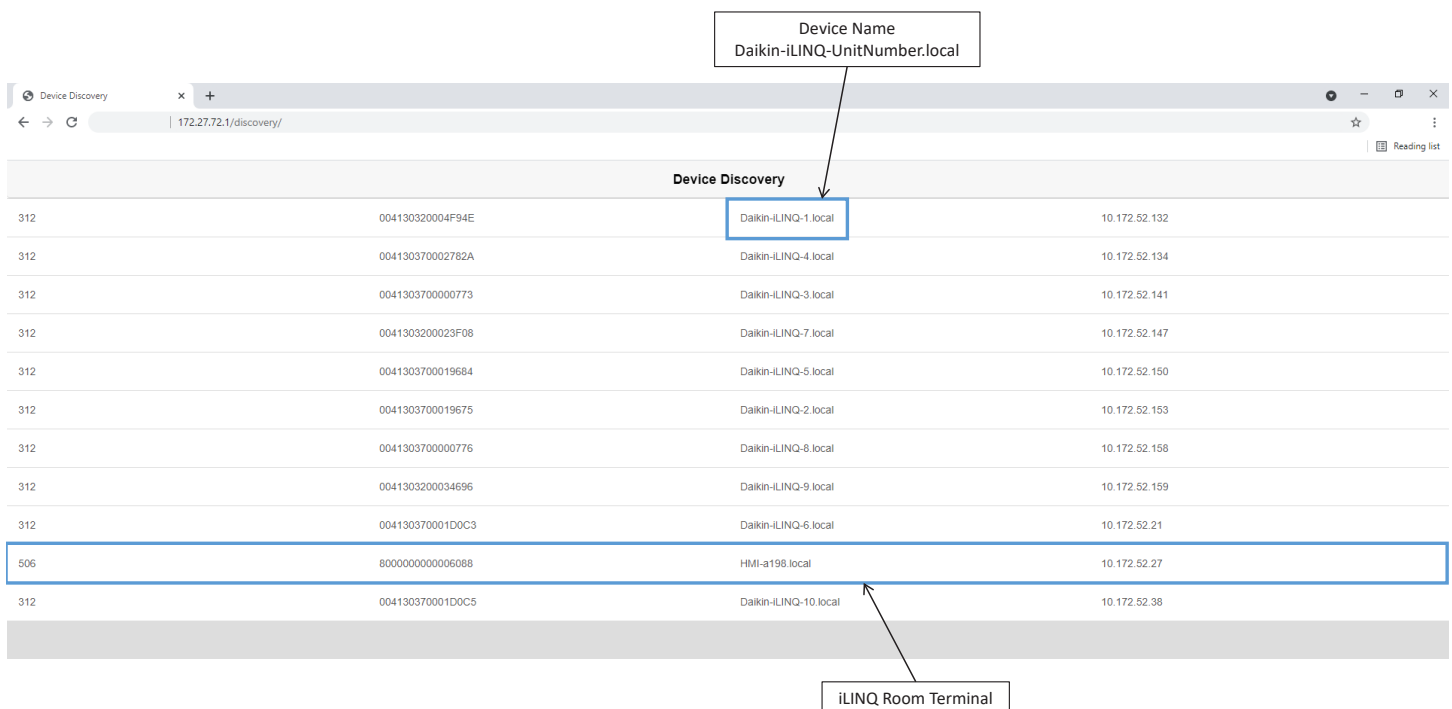 Device Name
Daikin-iLINQ-UnitNumber.local
Device Discovery
172.27.72.1/discovery/
Reading list
Device Discovery
312 004130320004F94E Daikin-iLINQ-1.local 10.172.52.132
312 004130370002782A Daikin-iLINQ-4.local 10.172.52.134
312 0041303700000773 Daikin-iLINQ-3.local 10.172.52.141
312 0041303200023F08 Daikin-iLINQ-7.local 10.172.52.147
312 0041303700019684 Daikin-iLINQ-5.local 10.172.52.150
312 0041303700019675 Daikin-iLINQ-2.local 10.172.52.153
312 0041303700000776 Daikin-iLINQ-8.local 10.172.52.158
312 0041303200034696 Daikin-iLINQ-9.local 10.172.52.159
312 004130370001D0C3 Daikin-iLINQ-6.local 10.172.52.21
506 8000000000006088 HMI-a198.local 10.172.52.27
312 004130370001D0C5 Daikin-iLINQ-10.local 10.172.52.38
iLINQ Room Terminal